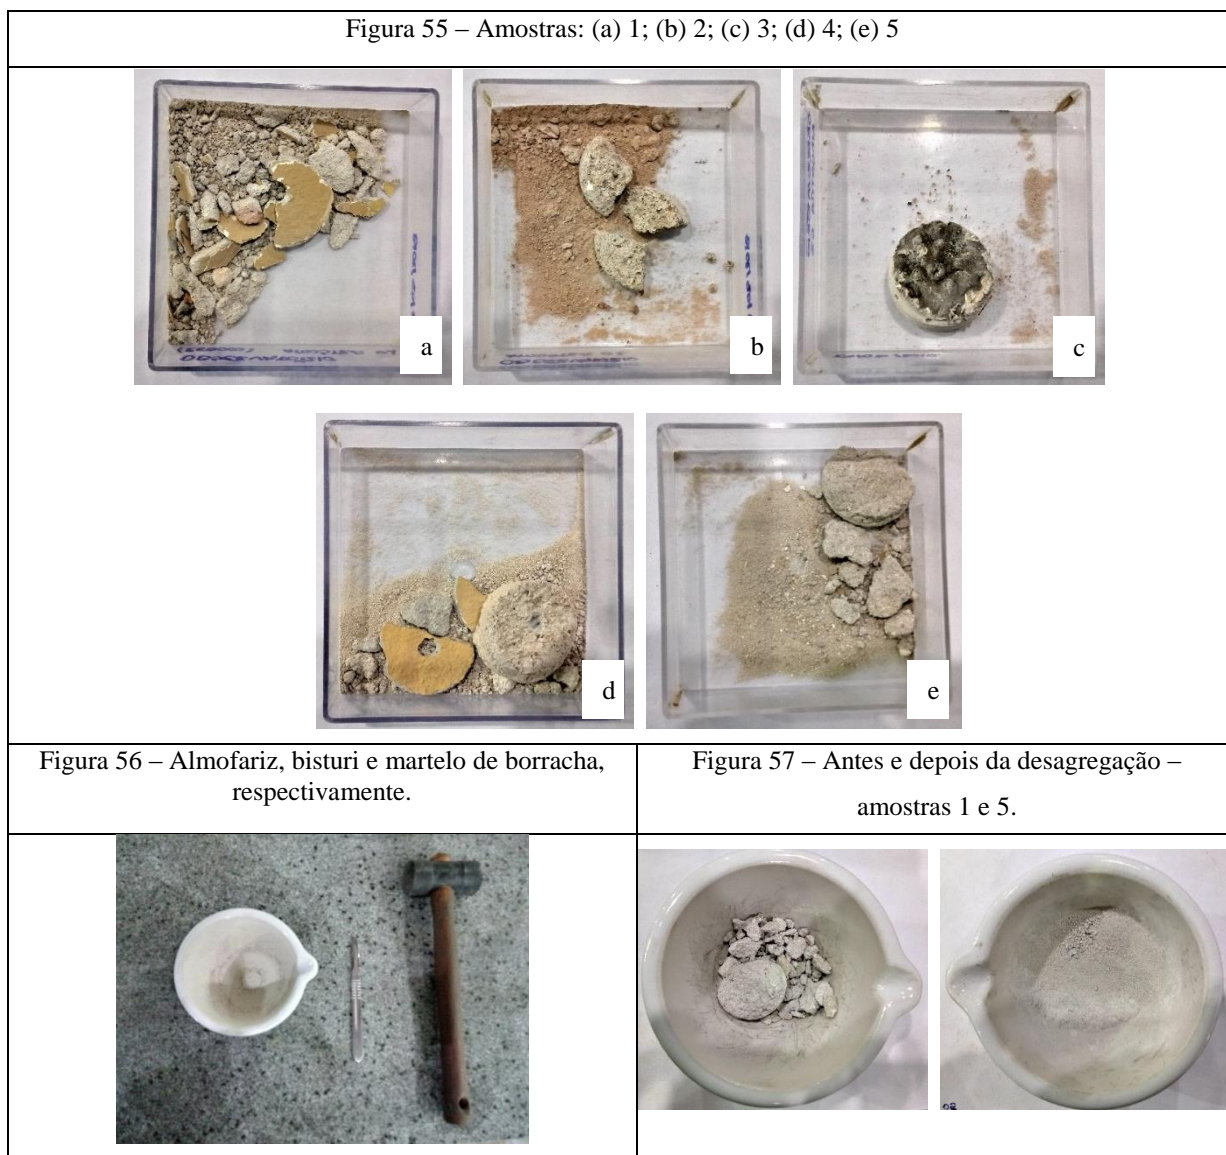 Figura 55 – Amostras: (a) 1; (b) 2; (c) 3; (d) 4; (e) 5
a
b
c
d
e
Figura 56 – Almofariz, bisturi e martelo de borracha,
respectivamente.
Figura 57 – Antes e depois da desagregação –
amostras 1 e 5.